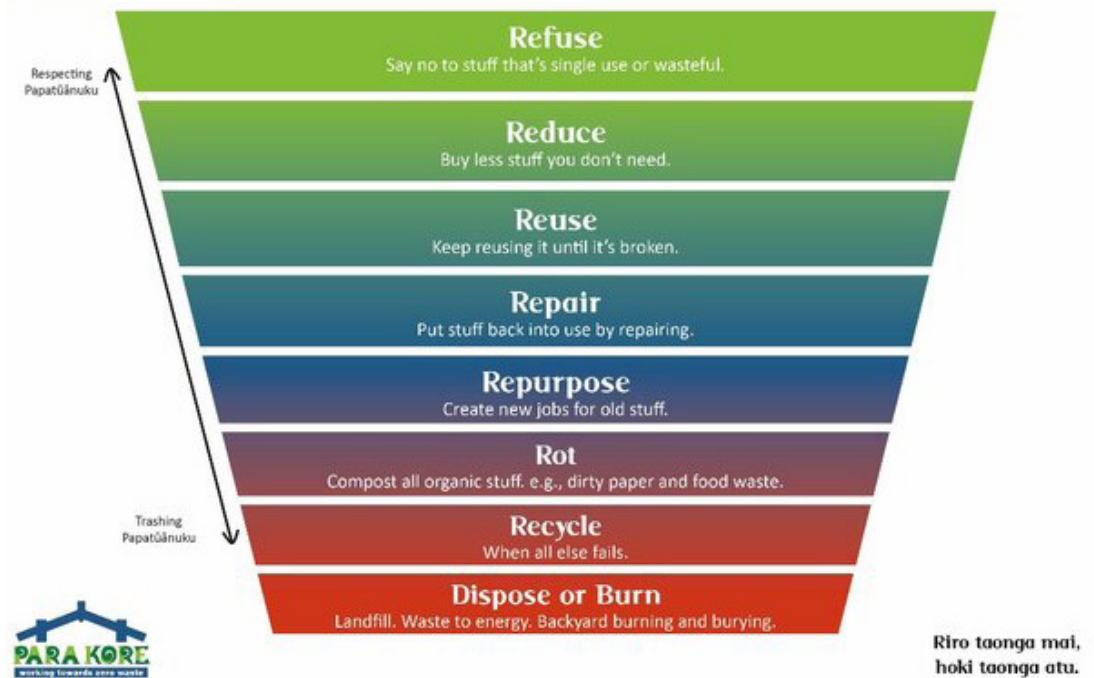 Refuse
Say no to stuff that's single use or wasteful.
Respecting
Papatūānuku
Reduce
Buy less stuff you don't need.
Reuse
Keep reusing it until it's broken.
Repair
Put stuff back into use by repairing.
Repurpose
Create new jobs for old stuff.
Rot
Compost all organic stuff. e.g., dirty paper and food waste.
Trashing
Papatūānuku
Recycle
When all else fails.
Dispose or Burn
Landfill. Waste to energy. Backyard burning and burying.
PARA KORE
working towards zero waste
Riro taonga mai,
hoki taonga atu.